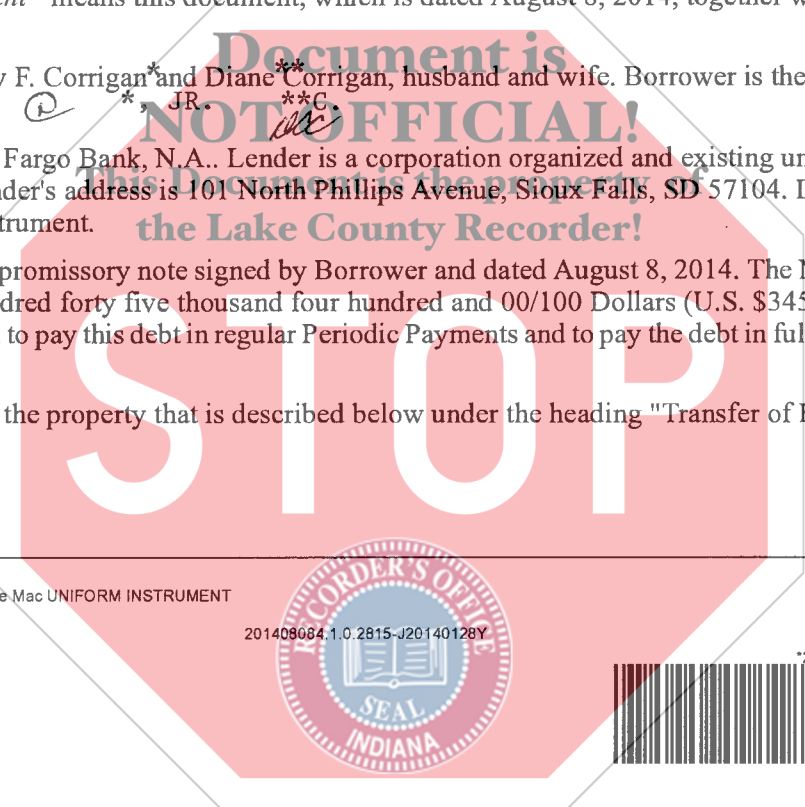 ent" means this document, which is dated August 8, 2014, together w
Document is
y F. Corrigan*and Diane**Corrigan, husband and wife. Borrower is the
*, JR. **C.
NOT OFFICIAL!
Fargo Bank, N.A.. Lender is a corporation organized and existing un
This Document is the property of
der's address is 101 North Phillips Avenue, Sioux Falls, SD 57104. L
trument.
the Lake County Recorder!
promissory note signed by Borrower and dated August 8, 2014. The N
dred forty five thousand four hundred and 00/100 Dollars (U.S. $345
to pay this debt in regular Periodic Payments and to pay the debt in ful
the property that is described below under the heading "Transfer of R
STOP
e Mac UNIFORM INSTRUMENT
201408084.1.0.2815-J20140128Y
RECORDER'S OFFICE
SEAL
INDIANA